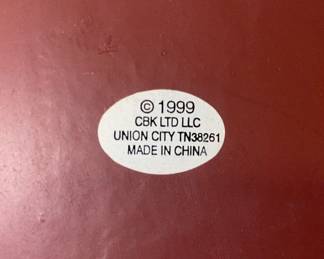 © 1999
CBK LTD LLC
UNION CITY TN38261
MADE IN CHINA